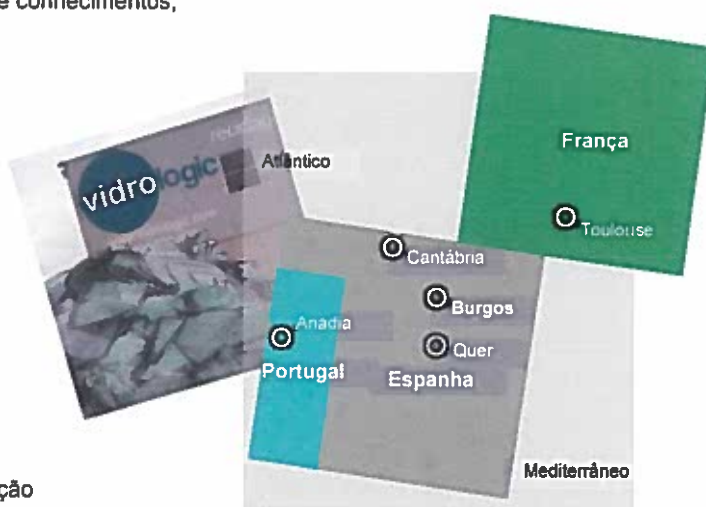 e conhecimentos,
França
Toulouse
vidrologic
Atlântico
Cantábria
Burgos
Anadia
Quer
Portugal
Espanha
Mediterrâneo
ção